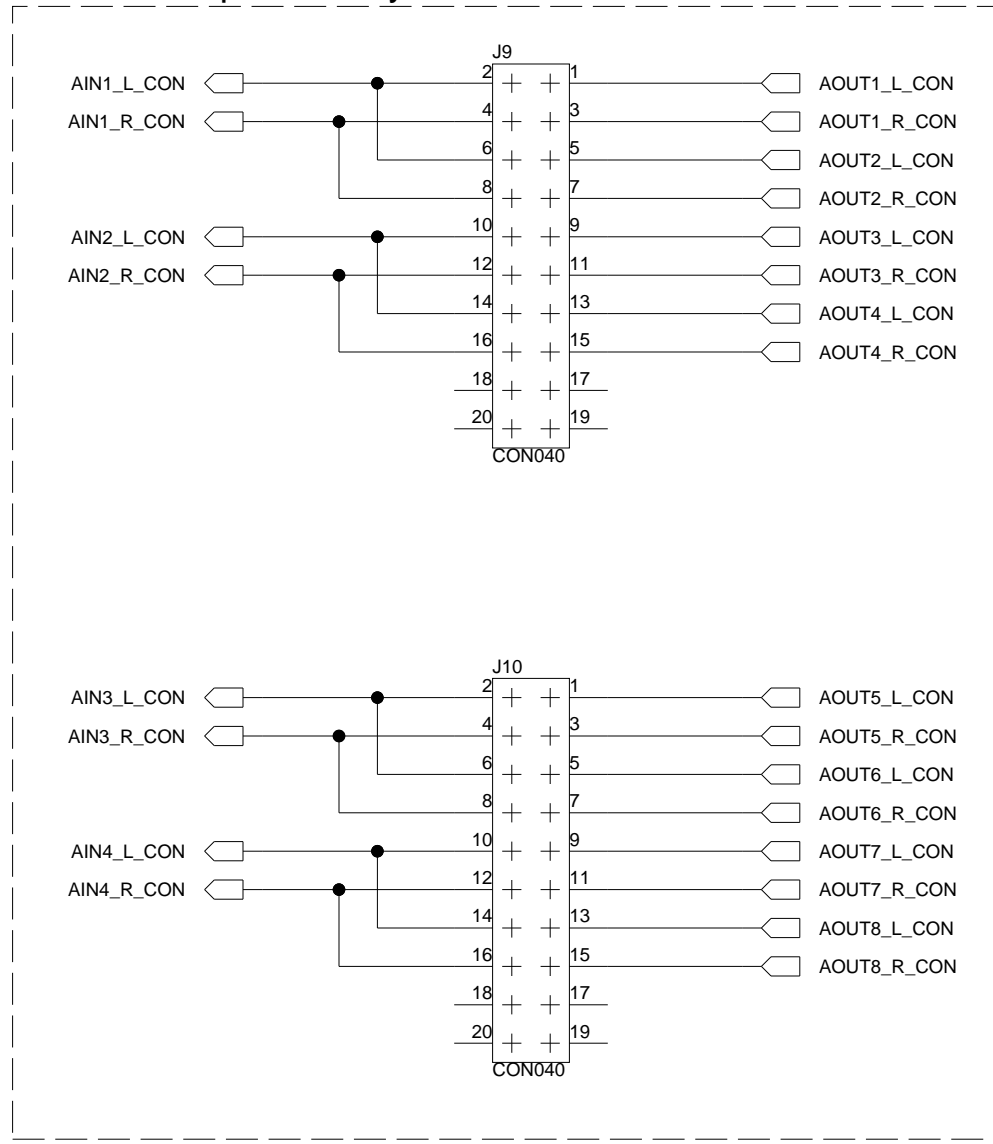 J9
AIN1_L_CON 2 1 AOUT1_L_CON
AIN1_R_CON 4 3 AOUT1_R_CON
6 5 AOUT2_L_CON
8 7 AOUT2_R_CON
AIN2_L_CON 10 9 AOUT3_L_CON
AIN2_R_CON 12 11 AOUT3_R_CON
14 13 AOUT4_L_CON
16 15 AOUT4_R_CON
18 17
20 19
CON040
J10
AIN3_L_CON 2 1 AOUT5_L_CON
AIN3_R_CON 4 3 AOUT5_R_CON
6 5 AOUT6_L_CON
8 7 AOUT6_R_CON
AIN4_L_CON 10 9 AOUT7_L_CON
AIN4_R_CON 12 11 AOUT7_R_CON
14 13 AOUT8_L_CON
16 15 AOUT8_R_CON
18 17
20 19
CON040